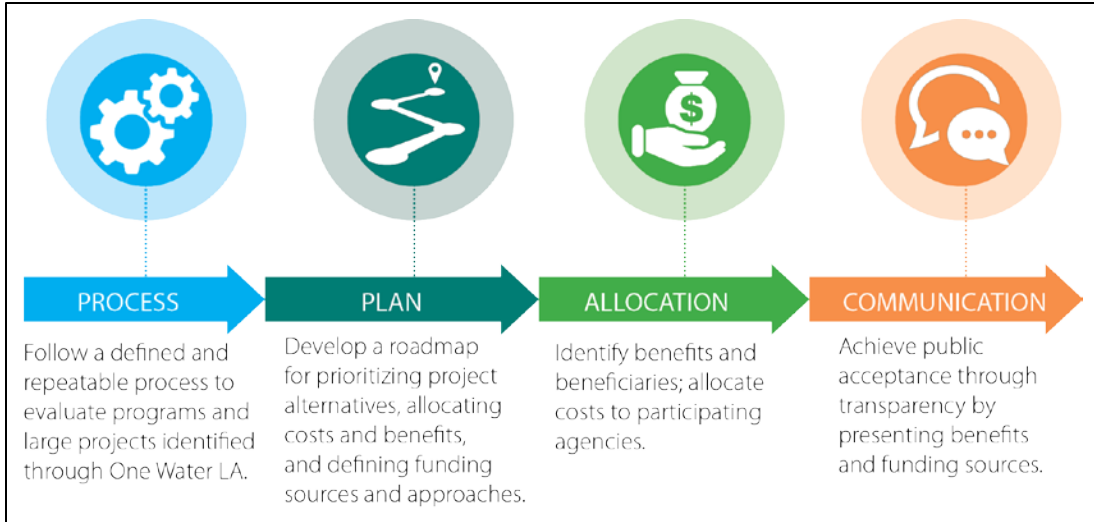 $
PROCESS
Follow a defined and
repeatable process to
evaluate programs and
large projects identified
through One Water LA.
PLAN
Develop a roadmap
for prioritizing project
alternatives, allocating
costs and benefits,
and defining funding
sources and approaches.
ALLOCATION
Identify benefits and
beneficiaries; allocate
costs to participating
agencies.
COMMUNICATION
Achieve public
acceptance through
transparency by
presenting benefits
and funding sources.